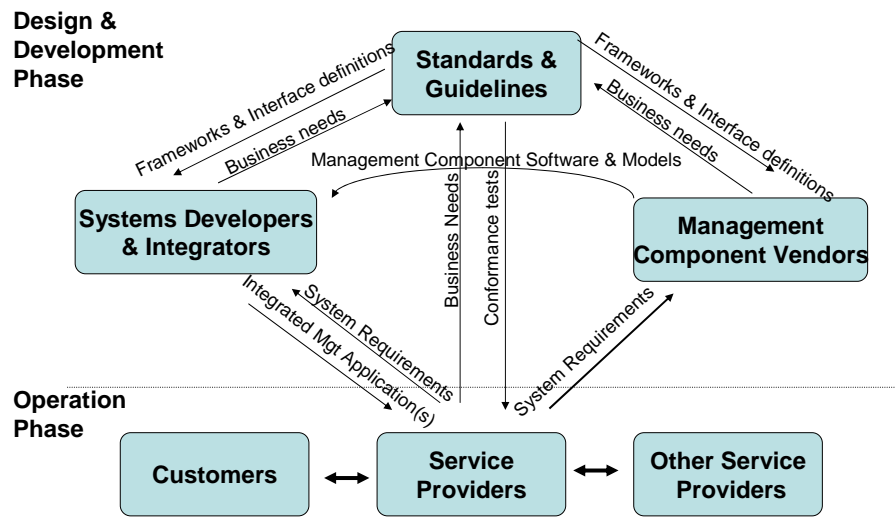 Design &
Development
Phase
Standards &
Guidelines
Frameworks & Interface definitions
Business needs
Frameworks & Interface definitions
Business needs
Management Component Software & Models
Systems Developers
& Integrators
Management
Component Vendors
Business Needs
Conformance tests
System Requirements
Integrated Mgt Application(s)
System Requirements
Operation
Phase
Customers
Service
Providers
Other Service
Providers